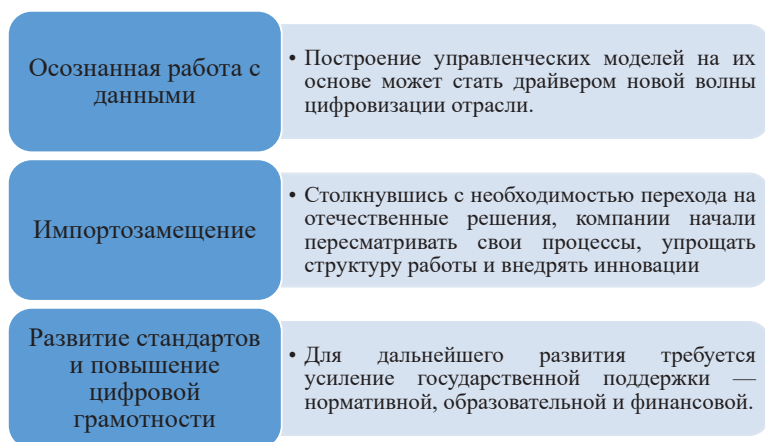 Осознанная работа с
данными
• Построение управленческих моделей на их
основе может стать драйвером новой волны
цифровизации отрасли.
Импортозамещение
• Столкнувшись с необходимостью перехода на
отечественные решения, компании начали
пересматривать свои процессы, упрощать
структуру работы и внедрять инновации
Развитие стандартов
и повышение
цифровой
грамотности
• Для дальнейшего развития требуется
усиление государственной поддержки —
нормативной, образовательной и финансовой.